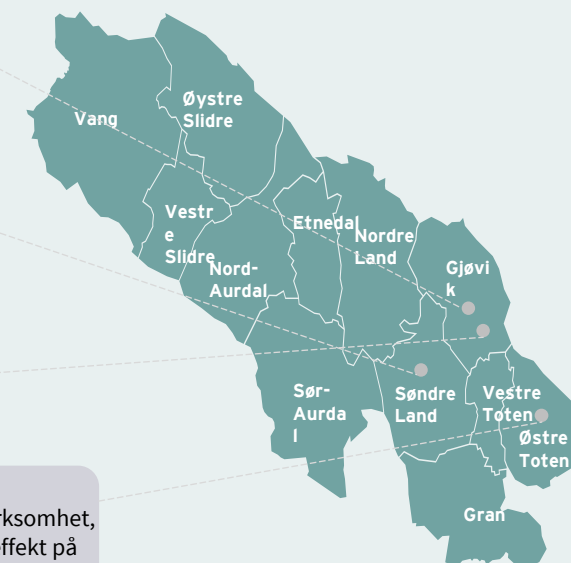 Øystre
Slidre
Vang
Vestr
e
Slidre
Etnedal
Nordre
Land
Nord-
Aurdal
Gjøvi
k
Sør-
Aurda
l
Søndre
Land
Vestre
Toten
Østre
Toten
Gran
rksomhet,
ffekt på